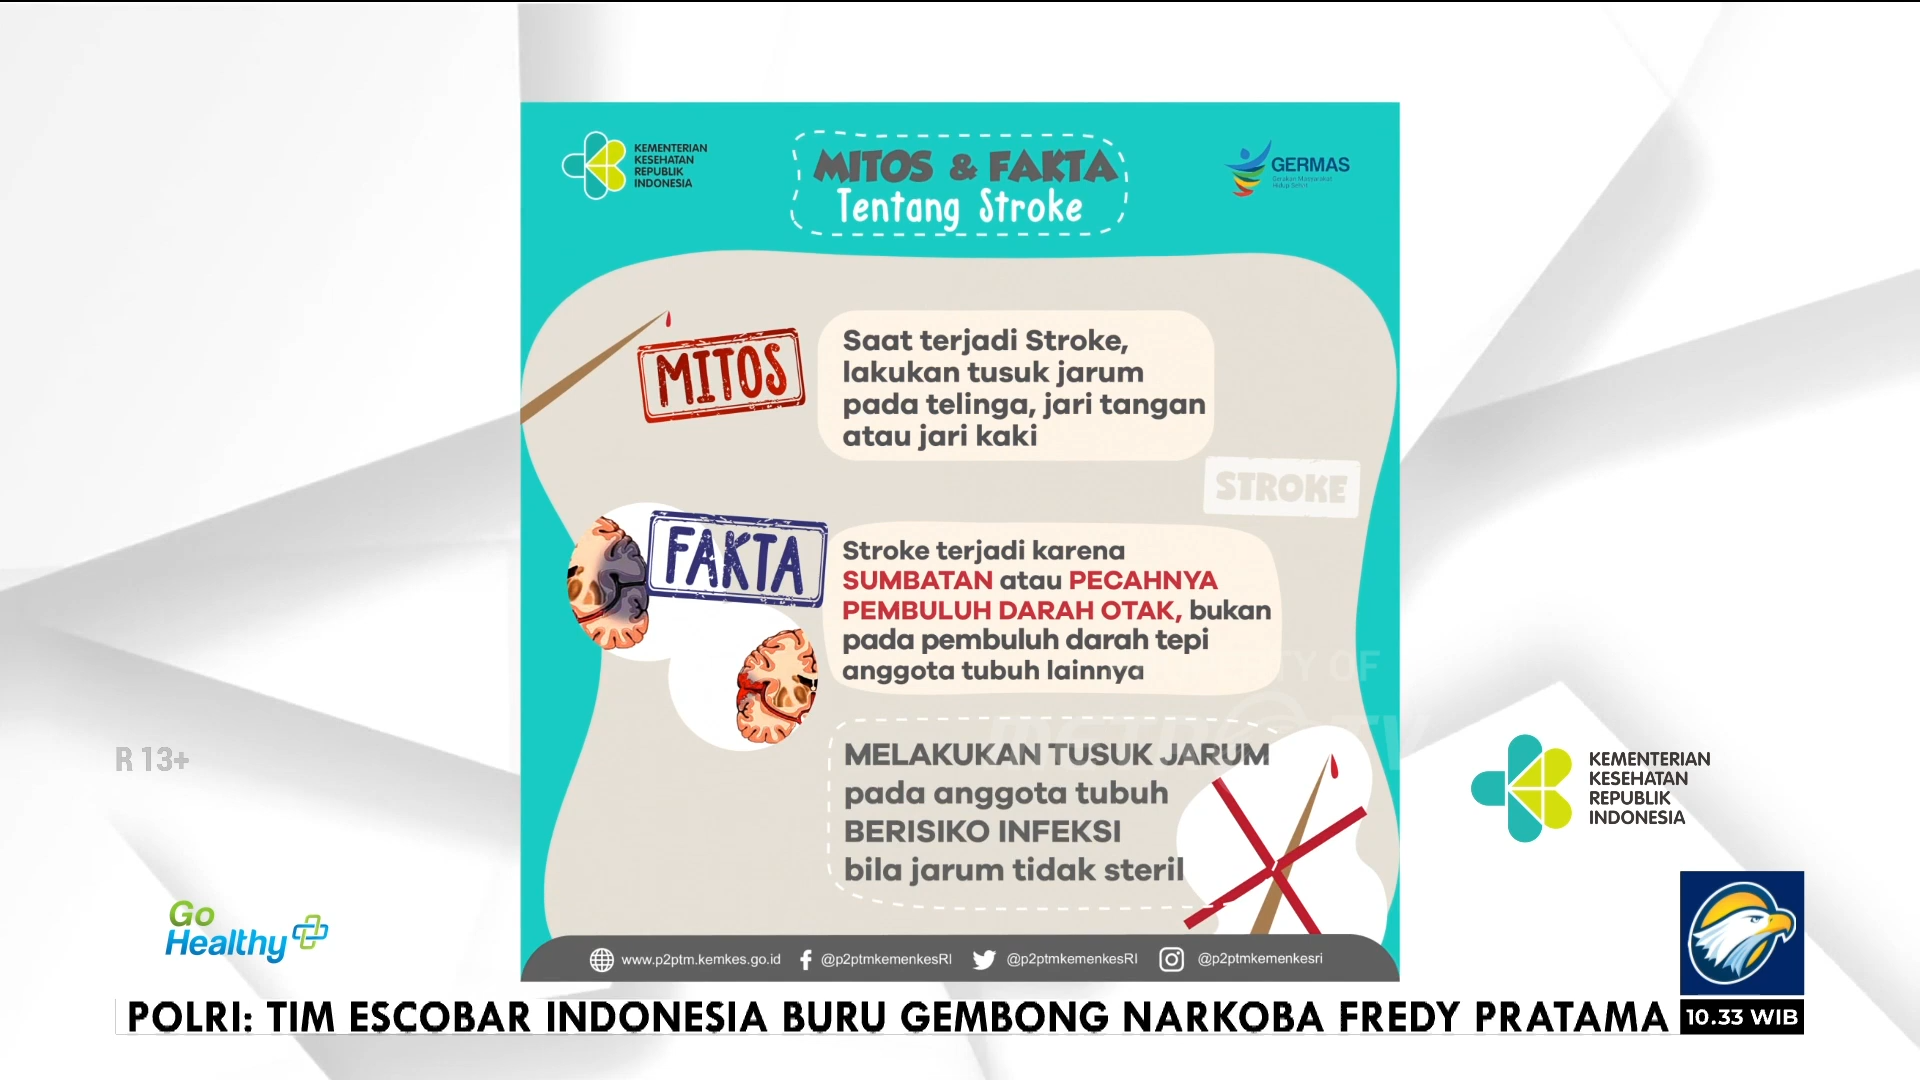 KEMENTERIAN
KESEHATAN
REPUBLIK
INDONESIA
MITOS & FAKTA
Tentang Stroke
GERMAS
Gerakan Masyarakat
Hidup Sehat
MITOS
Saat terjadi Stroke,
lakukan tusuk jarum
pada telinga, jari tangan
atau jari kaki
STROKE
FAKTA
Stroke terjadi karena
SUMBATAN atau PECAHNYA
PEMBULUH DARAH OTAK, bukan
pada pembuluh darah tepi
anggota tubuh lainnya
MELAKUKAN TUSUK JARUM
pada anggota tubuh
BERISIKO INFEKSI
bila jarum tidak steril
www.p2ptm.kemkes.go.id @p2ptmkemenkesRI @p2ptmkemenkesRI @p2ptmkemenkesri
R 13+
KEMENTERIAN
KESEHATAN
REPUBLIK
INDONESIA
Go
Healthy
POLRI: TIM ESCOBAR INDONESIA BURU GEMBONG NARKOBA FREDY PRATAMA
10.33 WIB